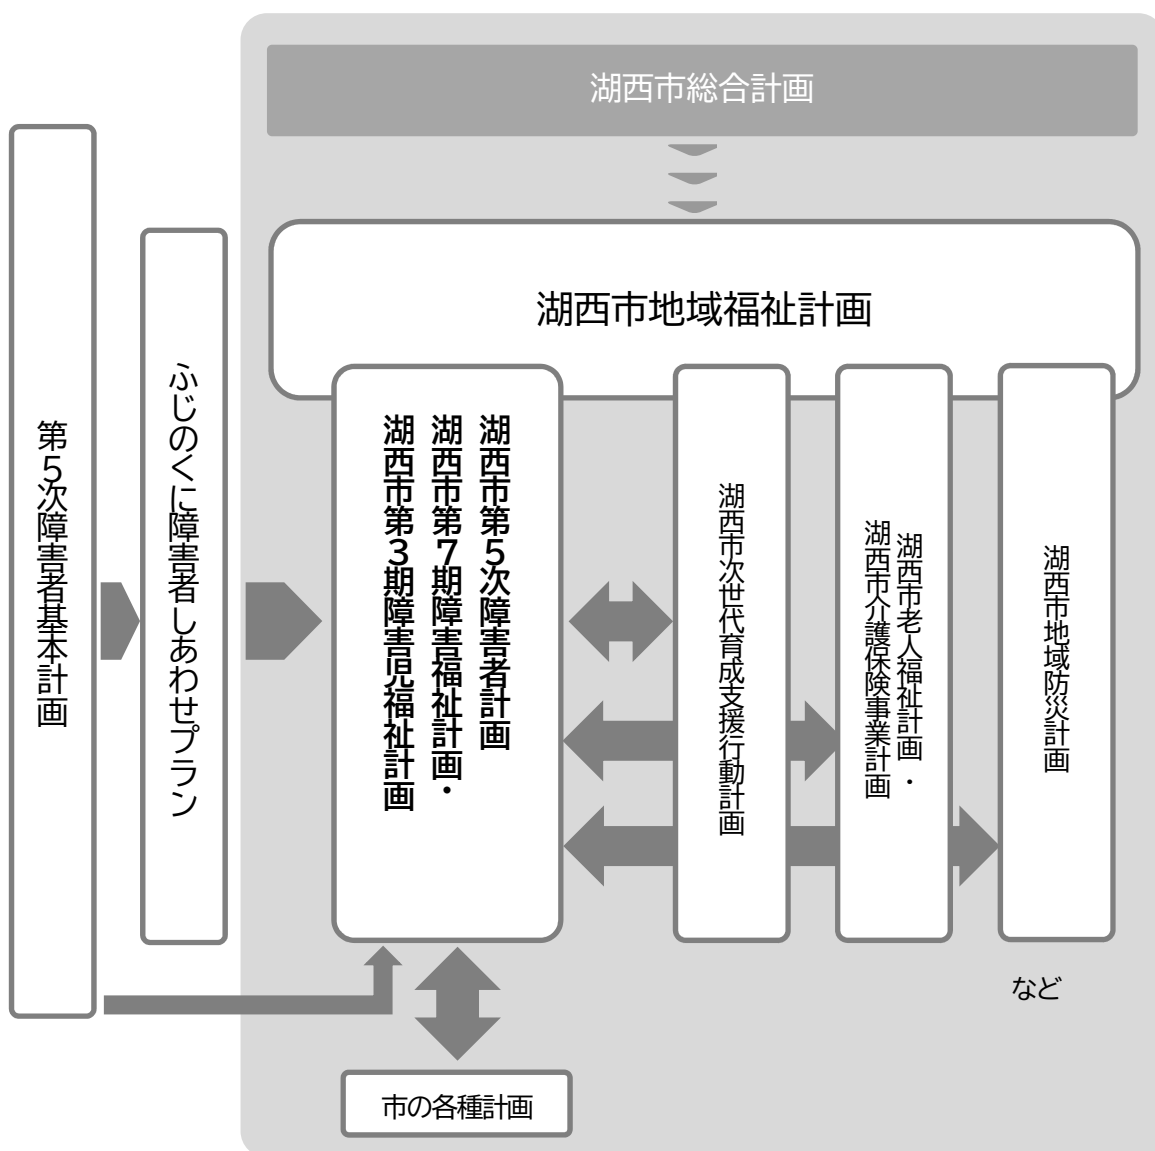 湖西市総合計画
湖西市地域福祉計画
第５次障害者基本計画
ふじのくに障害者しあわせプラン
湖西市第５次障害者計画
湖西市第７期障害福祉計画・
湖西市第３期障害児福祉計画
湖西市次世代育成支援行動計画
湖西市老人福祉計画・
湖西市介護保険事業計画
湖西市地域防災計画
など
市の各種計画